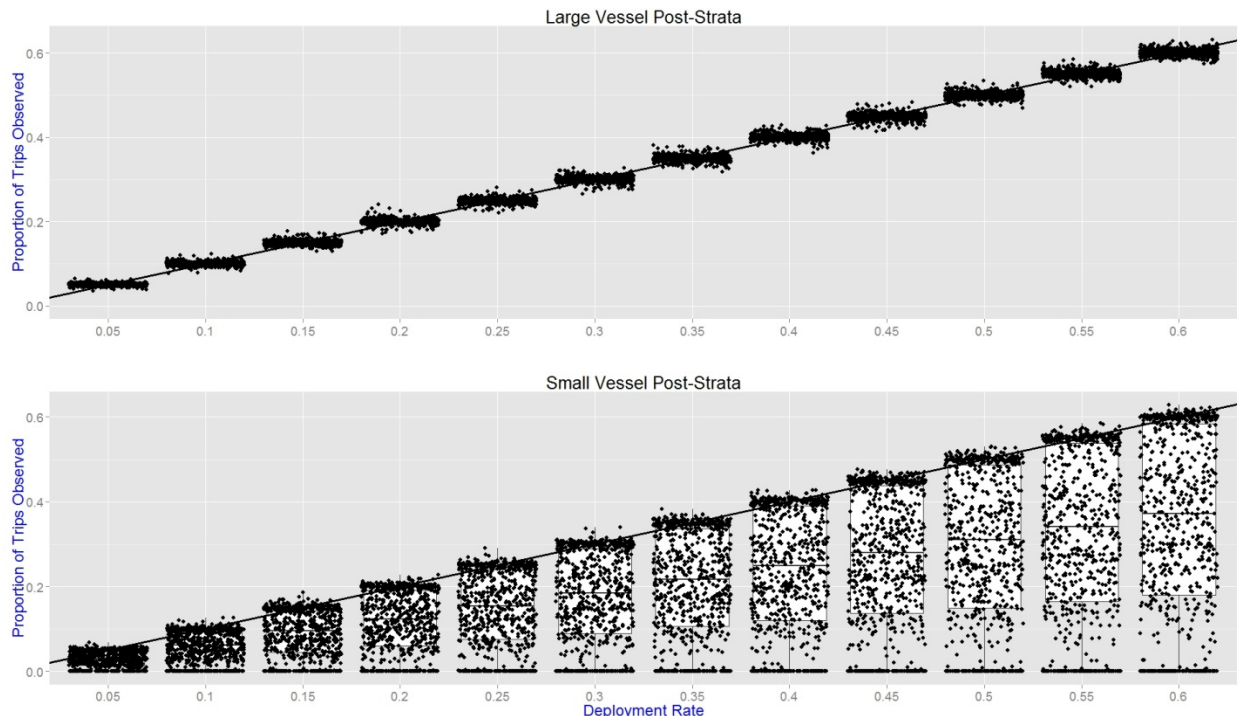 Large Vessel Post-Strata
Proportion of Trips Observed
0.6
0.4
0.2
0.0
0.05 0.1 0.15 0.2 0.25 0.3 0.35 0.4 0.45 0.5 0.55 0.6
Small Vessel Post-Strata
Proportion of Trips Observed
0.6
0.4
0.2
0.0
0.05 0.1 0.15 0.2 0.25 0.3 0.35 0.4 0.45 0.5 0.55 0.6
Deployment Rate